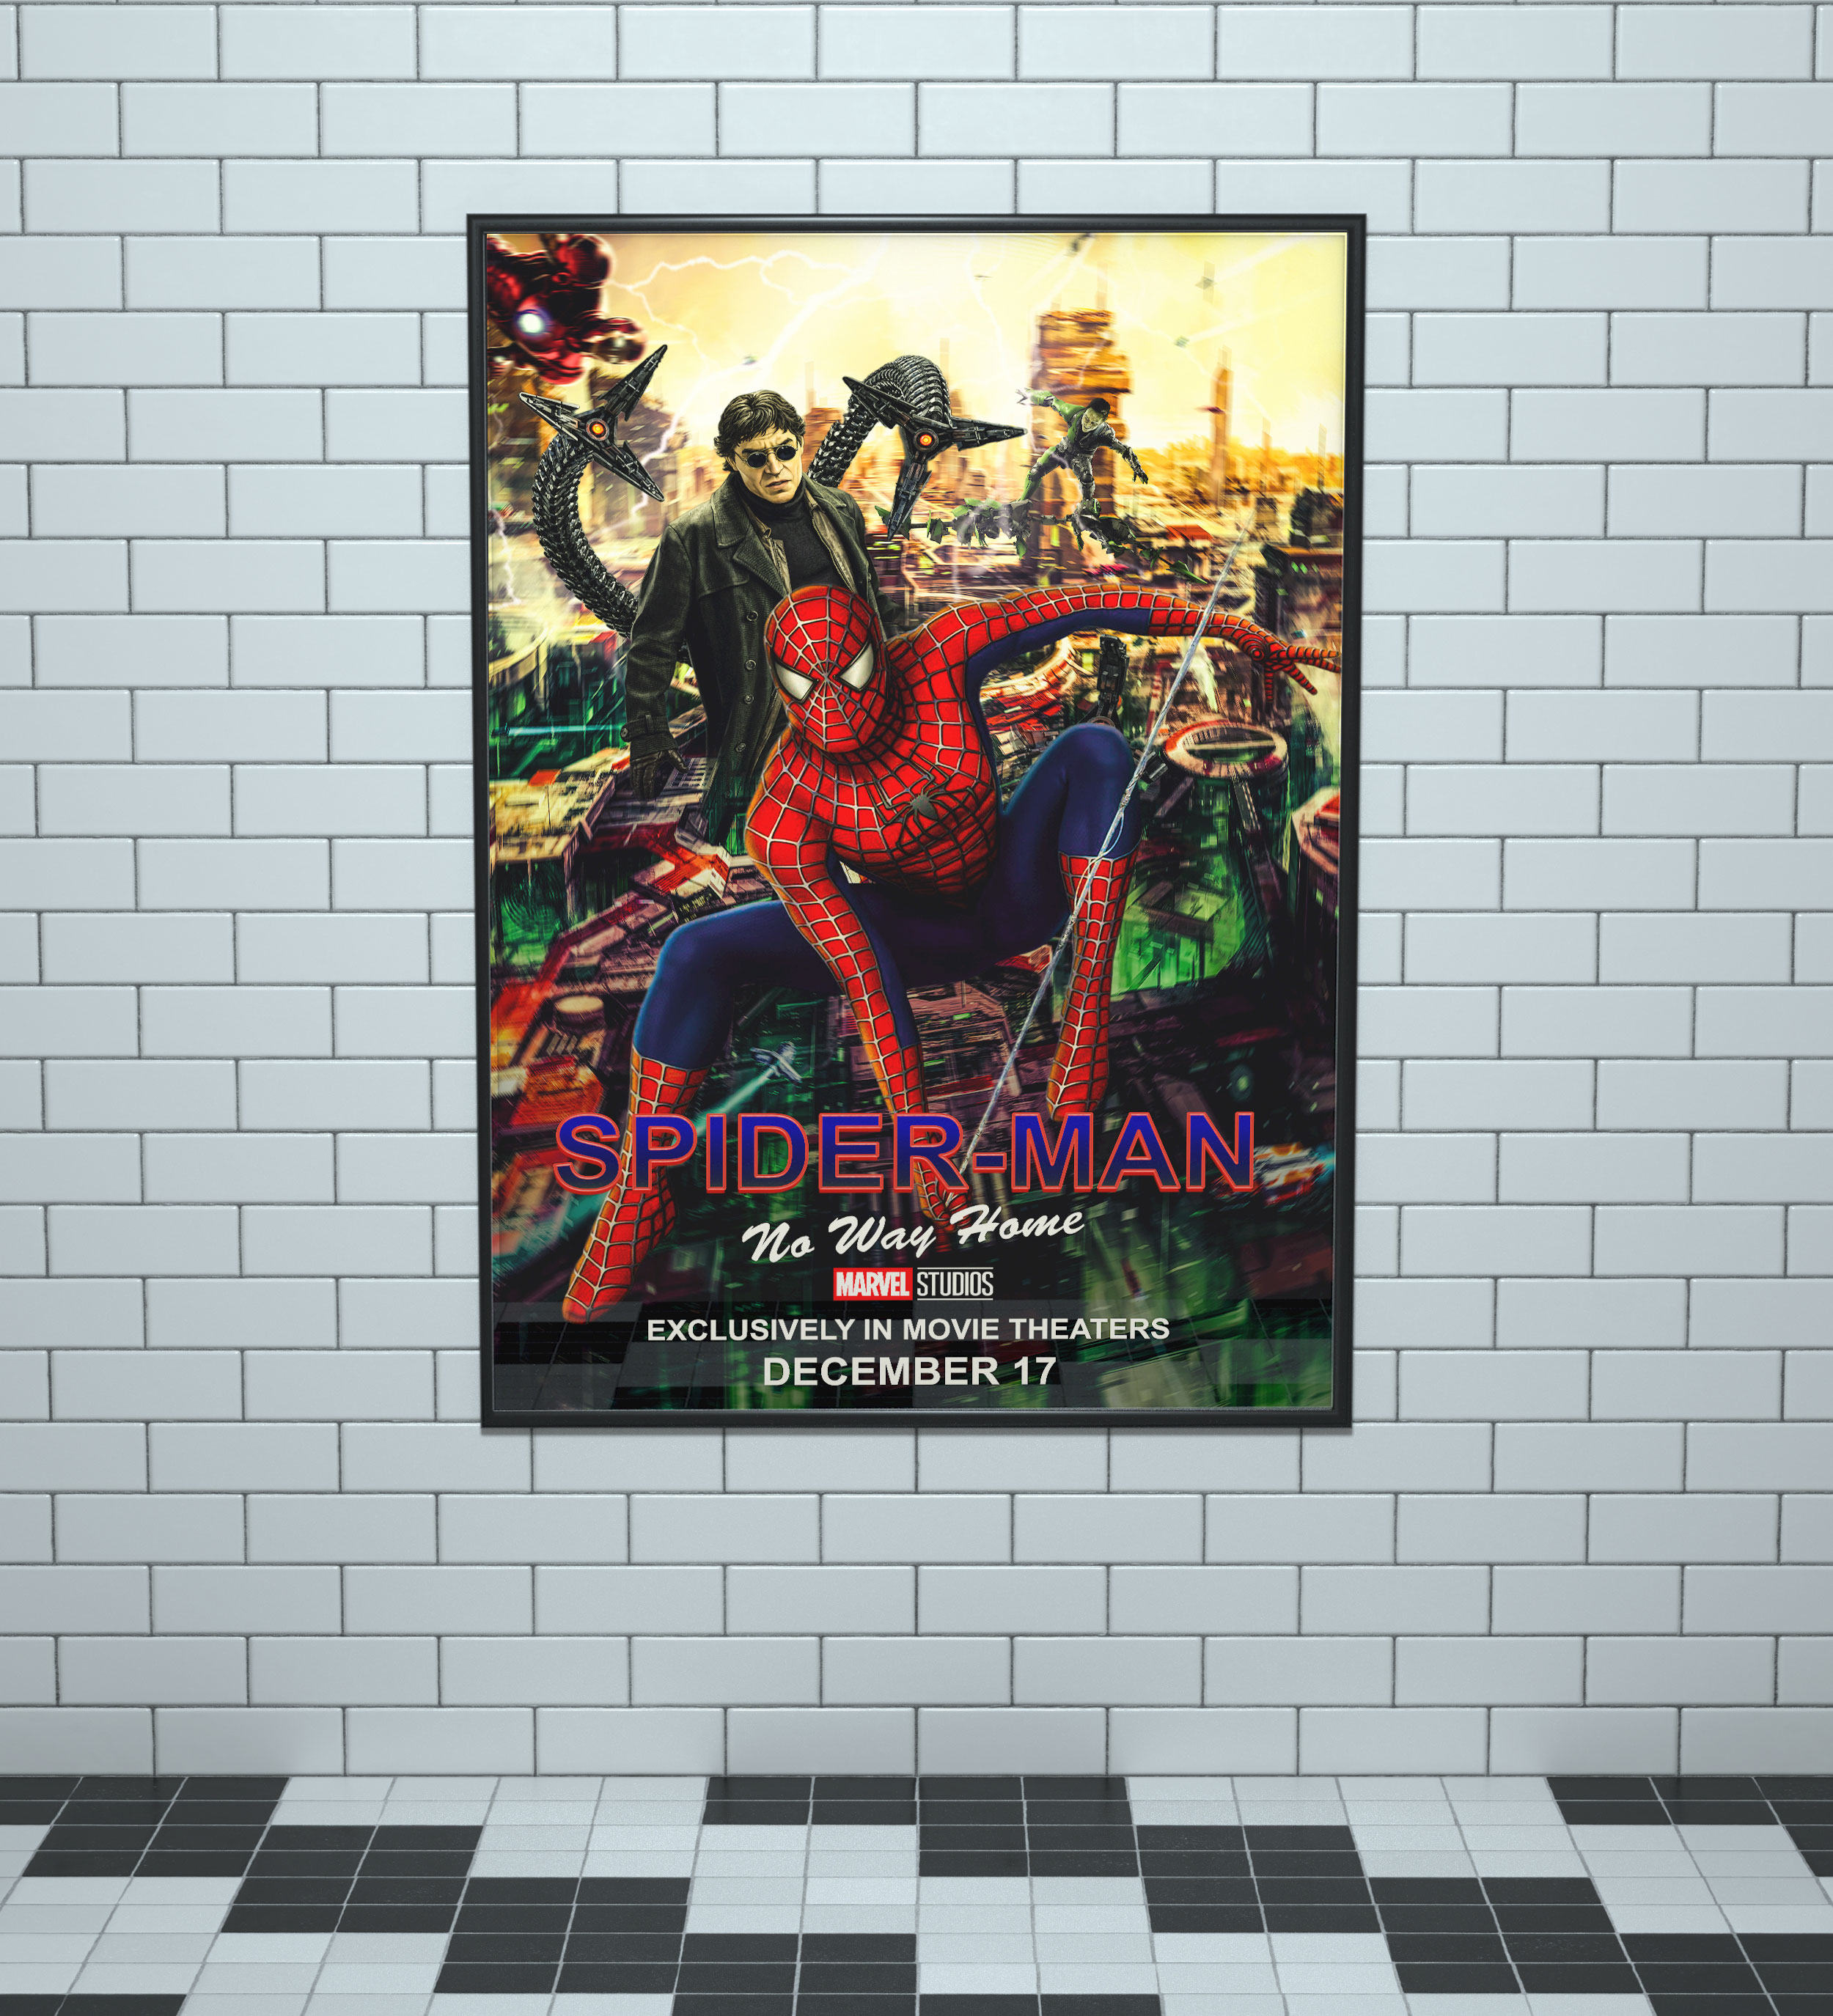 SPIDER-MAN
No Way Home
MARVEL STUDIOS
EXCLUSIVELY IN MOVIE THEATERS
DECEMBER 17